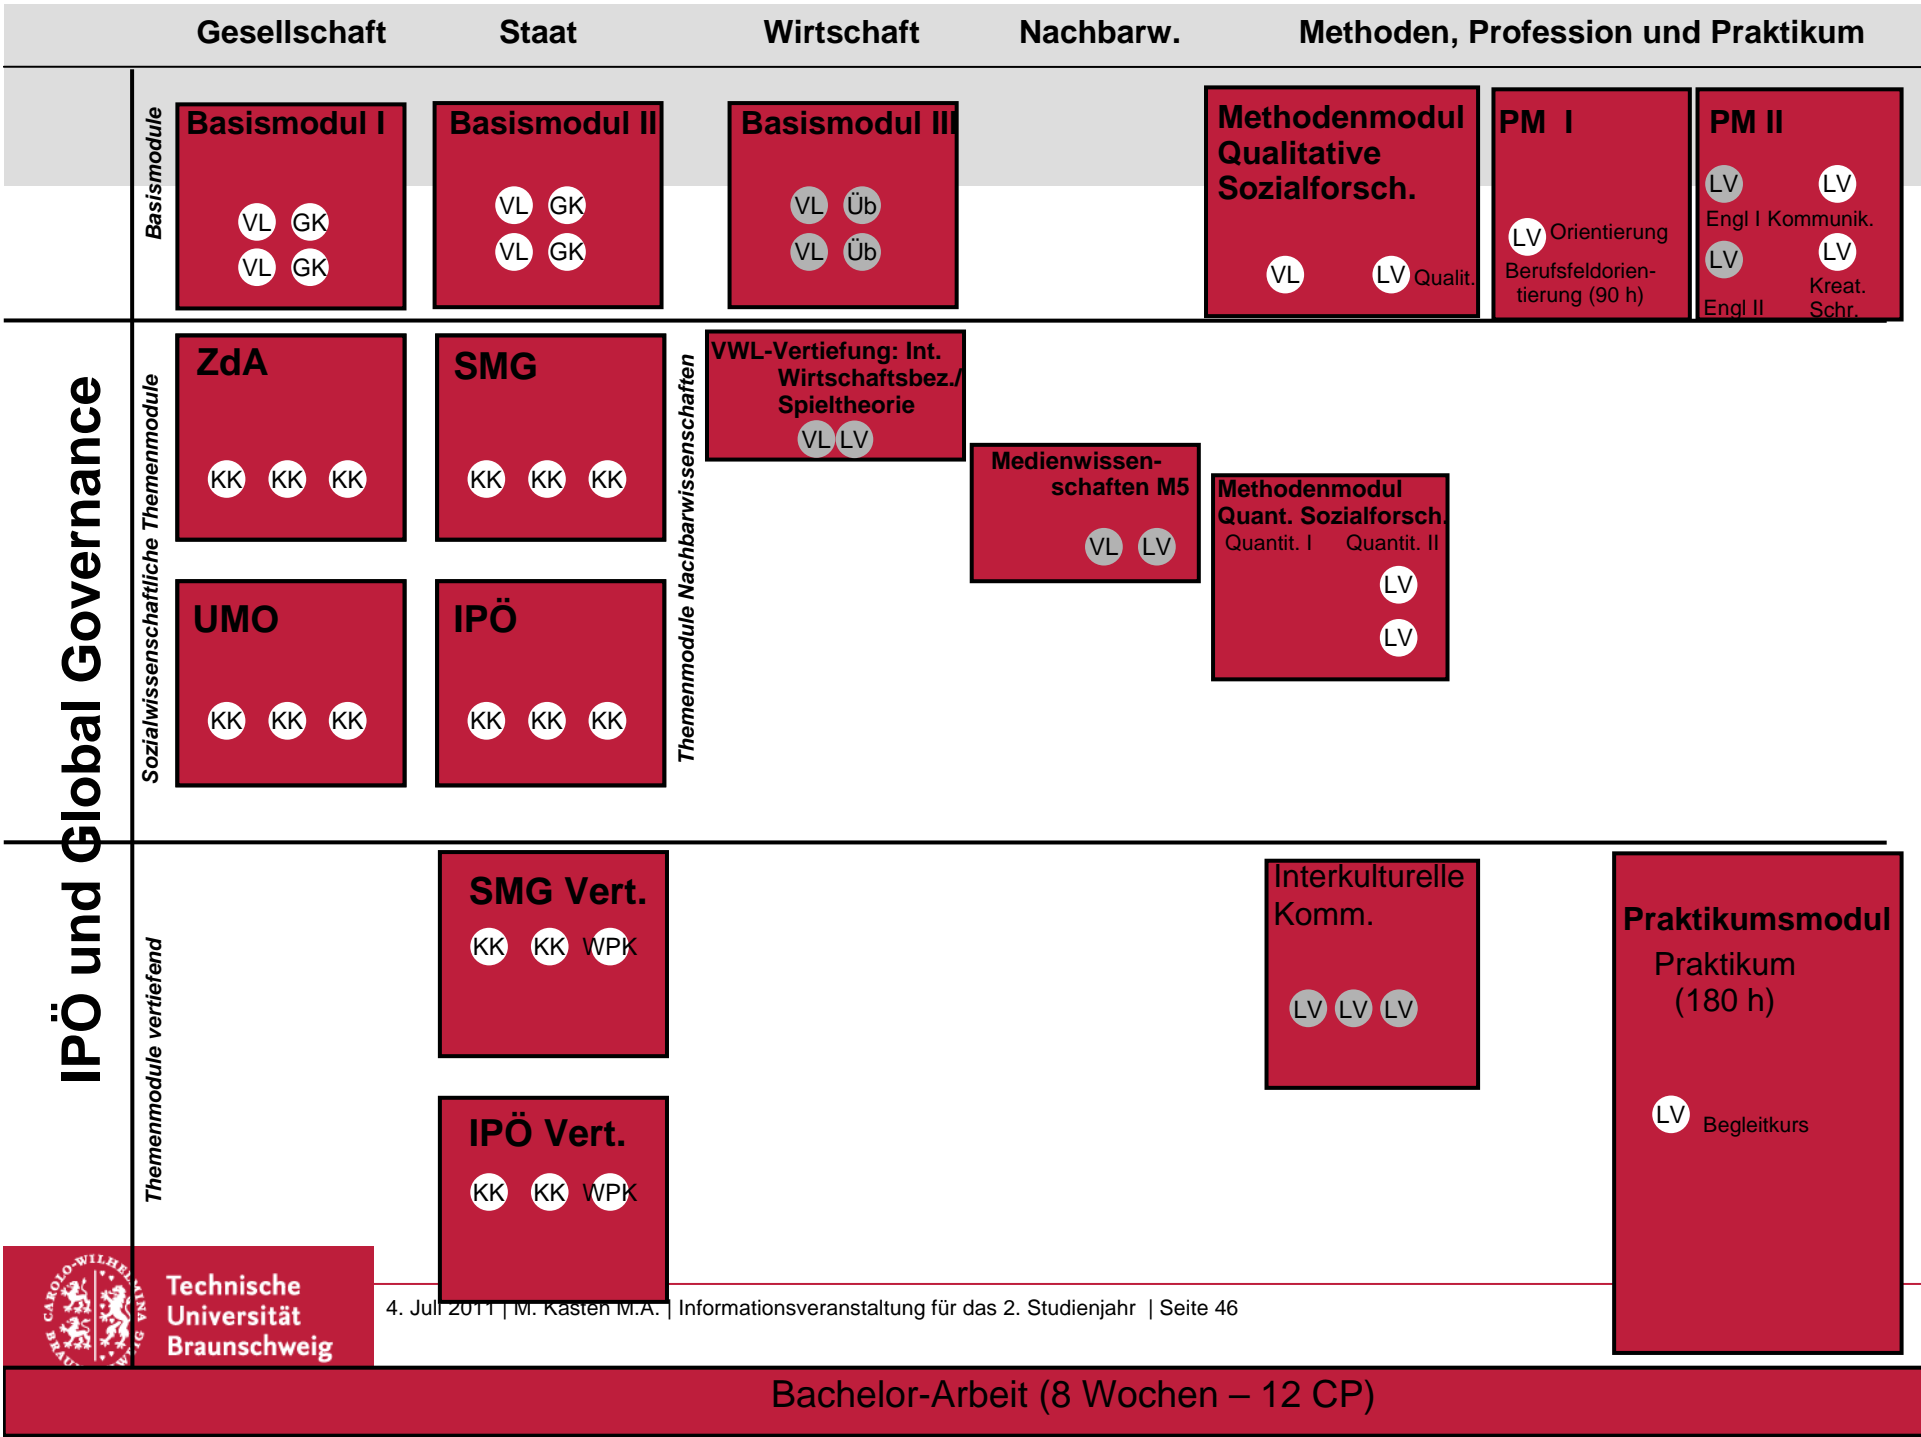 Gesellschaft Staat Wirtschaft Nachbarw. Methoden, Profession und Praktikum
IPÖ und Global Governance
Basismodule
Basismodul I
VL GK
VL GK
Basismodul II
VL GK
VL GK
Basismodul III
VL Üb
VL Üb
Methodenmodul
Qualitative
Sozialforsch.
VL LV Qualit.
PM I
LV Orientierung
Berufsfeldorien-
tierung (90 h)
PM II
LV LV
Engl I Kommunik.
LV LV
Engl II Kreat.
Schr.
Sozialwissenschaftliche Themenmodule
ZdA
KK KK KK
SMG
KK KK KK
UMO
KK KK KK
IPÖ
KK KK KK
Themenmodule Nachbarwissenschaften
VWL-Vertiefung: Int.
Wirtschaftsbez./
Spieltheorie
VL LV
Medienwissen-
schaften M5
VL LV
Methodenmodul
Quant. Sozialforsch.
Quantit. I Quantit. II
LV
LV
Themenmodule vertiefend
SMG Vert.
KK KK WPK
IPÖ Vert.
KK KK WPK
Interkulturelle
Komm.
LV LV LV
Praktikumsmodul
Praktikum
(180 h)
LV Begleitkurs
Technische
Universität
Braunschweig
4. Juli 2011 | M. Kasten M.A. | Informationsveranstaltung für das 2. Studienjahr | Seite 46
Bachelor-Arbeit (8 Wochen – 12 CP)